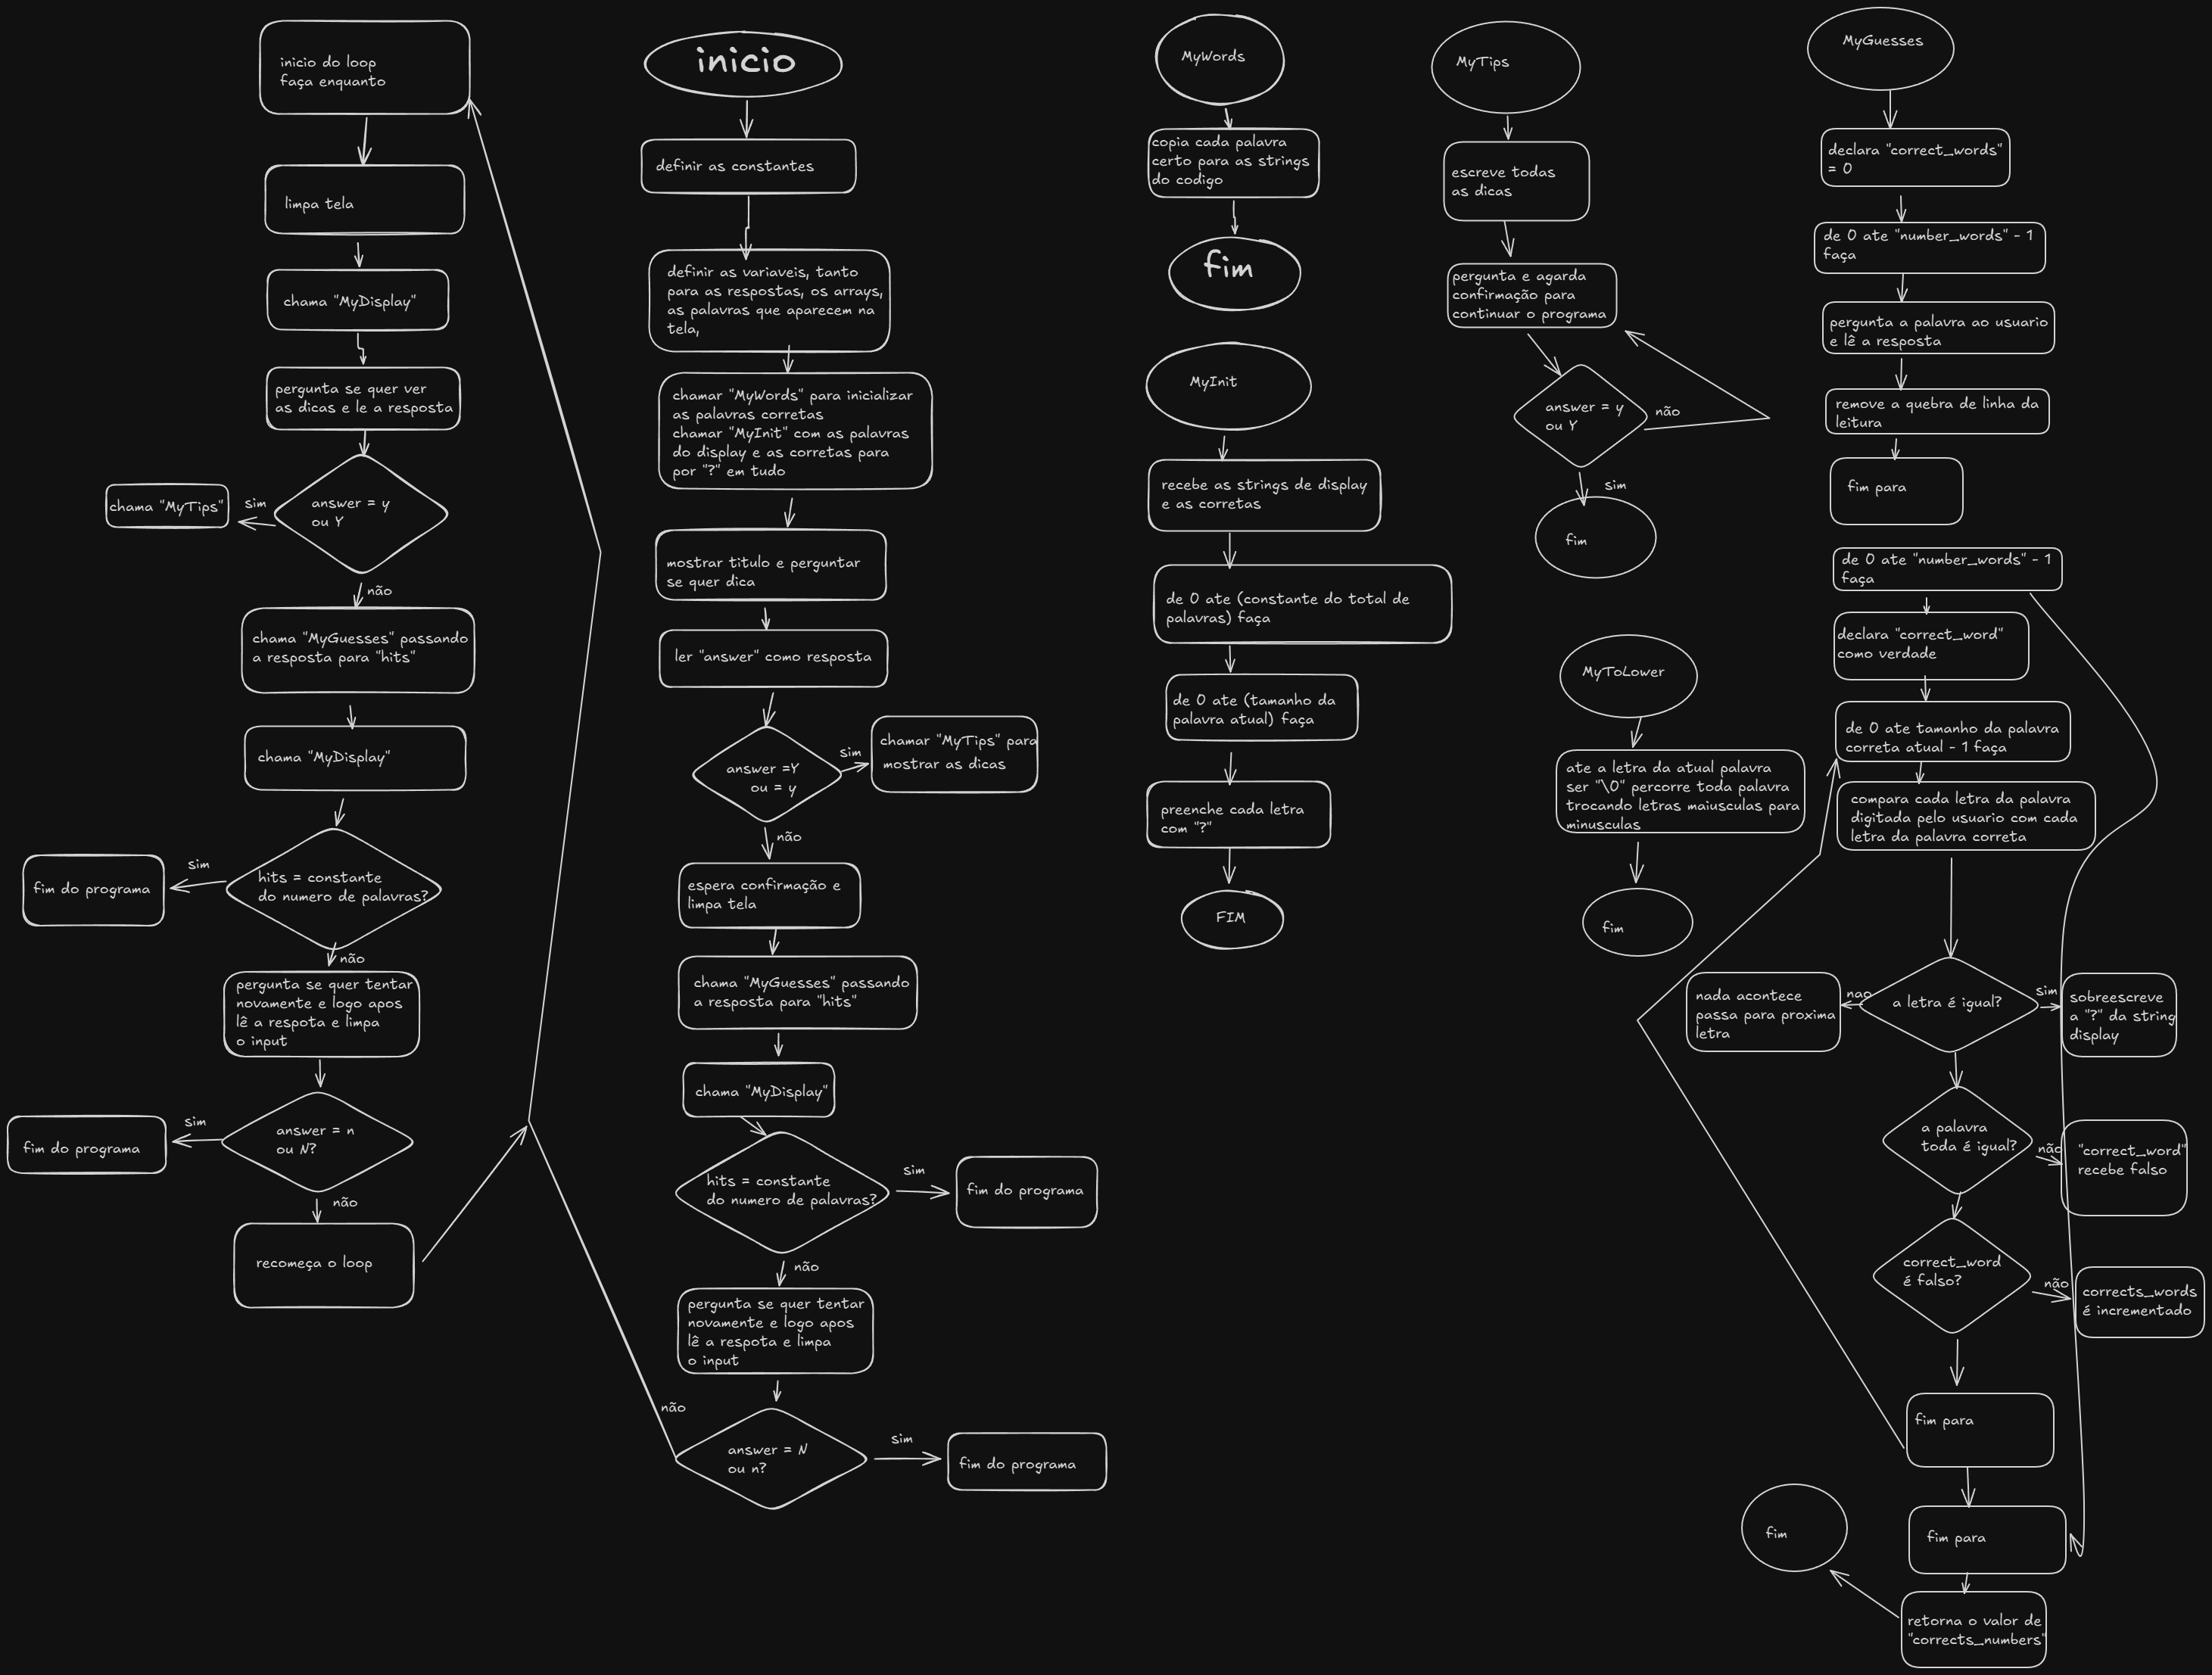 inicio do loop
faça enquanto
limpa tela
chama "MyDisplay"
pergunta se quer ver
as dicas e le a resposta
answer = y
ou Y
sim
chama "MyTips"
não
chama "MyGuesses" passando
a resposta para "hits"
chama "MyDisplay"
hits = constante
do numero de palavras?
sim
fim do programa
não
pergunta se quer tentar
novamente e logo apos
lê a respota e limpa
o input
answer = n
ou N?
sim
fim do programa
não
recomeça o loop
inicio
definir as constantes
definir as variaveis, tanto
para as respostas, os arrays,
as palavras que aparecem na
tela,
chamar "MyWords" para inicializar
as palavras corretas
chamar "MyInit" com as palavras
do display e as corretas para
por "?" em tudo
mostrar titulo e perguntar
se quer dica
ler "answer" como resposta
answer =Y
ou = y
sim
chamar "MyTips" para
mostrar as dicas
não
espera confirmação e
limpa tela
chama "MyGuesses" passando
a resposta para "hits"
chama "MyDisplay"
hits = constante
do numero de palavras?
sim
fim do programa
não
pergunta se quer tentar
novamente e logo apos
lê a respota e limpa
o input
não
answer = N
ou n?
sim
fim do programa
MyWords
copia cada palavra
certo para as strings
do codigo
fim
MyInit
recebe as strings de display
e as corretas
de 0 ate (constante do total de
palavras) faça
de 0 ate (tamanho da
palavra atual) faça
preenche cada letra
com "?"
FIM
MyTips
escreve todas
as dicas
pergunta e agarda
confirmação para
continuar o programa
answer = y
ou Y
não
sim
fim
MyToLower
ate a letra da atual palavra
ser "\0" percorre toda palavra
trocando letras maiusculas para
minusculas
fim
MyGuesses
declara "correct_words"
= 0
de 0 ate "number_words" - 1
faça
pergunta a palavra ao usuario
e lê a resposta
remove a quebra de linha da
leitura
fim para
de 0 ate "number_words" - 1
faça
declara "correct_word"
como verdade
de 0 ate tamanho da palavra
correta atual - 1 faça
compara cada letra da palavra
digitada pelo usuario com cada
letra da palavra correta
a letra é igual?
nao
nada acontece
passa para proxima
letra
sim
sobreescreve
a "?" da string
display
a palavra
toda é igual?
não
"correct_word"
recebe falso
correct_word
é falso?
não
corrects_words
é incrementado
fim para
fim para
retorna o valor de
"corrects_numbers"
fim